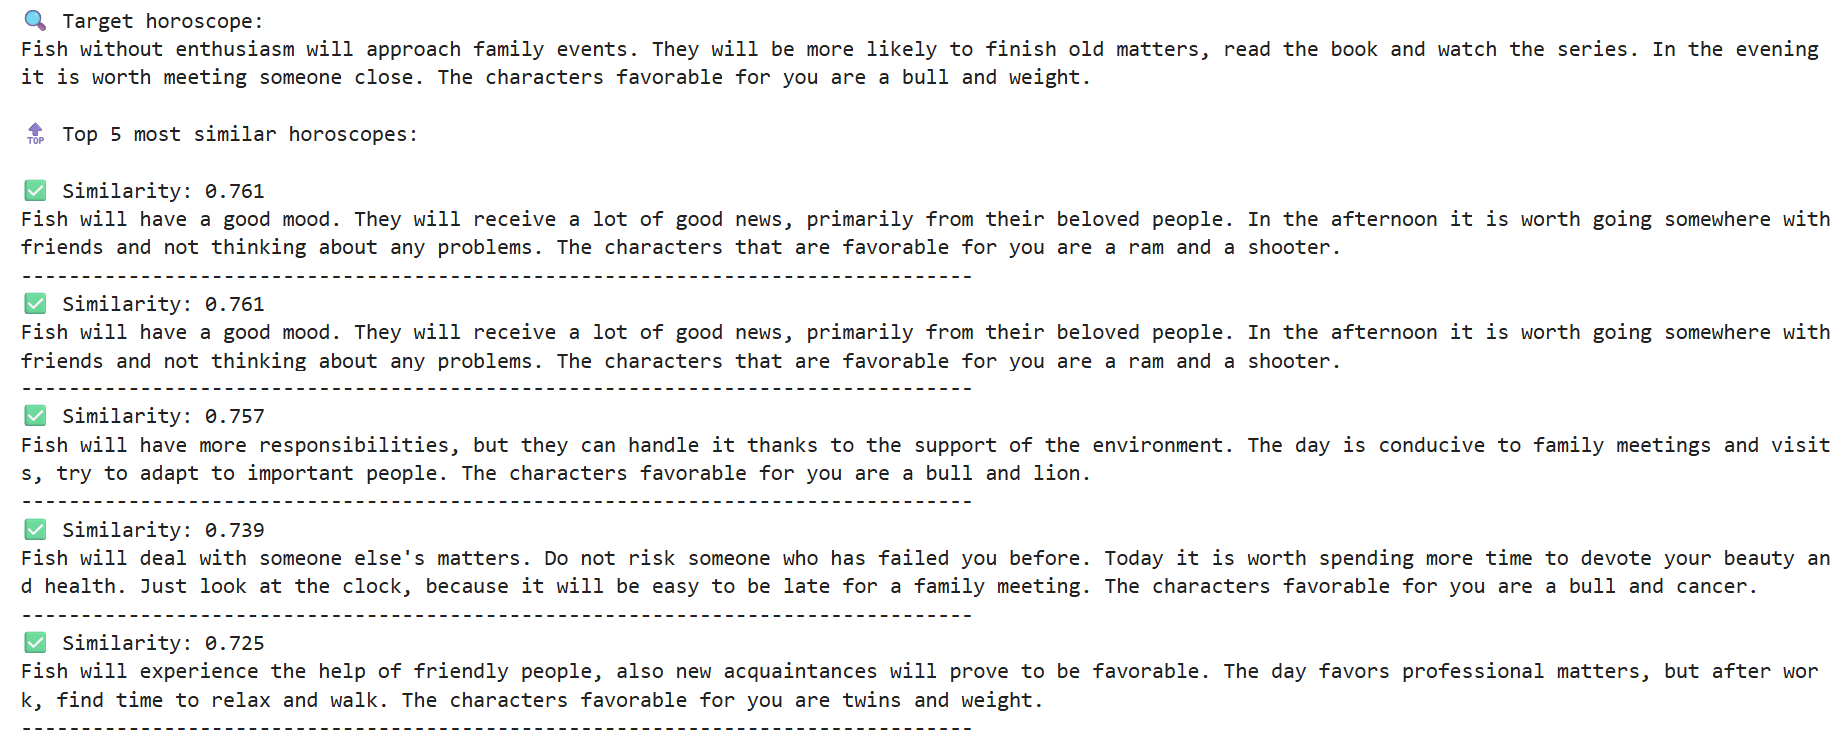 🔍 Target horoscope:
Fish without enthusiasm will approach family events. They will be more likely to finish old matters, read the book and watch the series. In the evening
it is worth meeting someone close. The characters favorable for you are a bull and weight.
🔝 Top 5 most similar horoscopes:
✅ Similarity: 0.761
Fish will have a good mood. They will receive a lot of good news, primarily from their beloved people. In the afternoon it is worth going somewhere with
friends and not thinking about any problems. The characters that are favorable for you are a ram and a shooter.
--------------------------------------------------------------------------------
✅ Similarity: 0.761
Fish will have a good mood. They will receive a lot of good news, primarily from their beloved people. In the afternoon it is worth going somewhere with
friends and not thinking about any problems. The characters that are favorable for you are a ram and a shooter.
--------------------------------------------------------------------------------
✅ Similarity: 0.757
Fish will have more responsibilities, but they can handle it thanks to the support of the environment. The day is conducive to family meetings and visit
s, try to adapt to important people. The characters favorable for you are a bull and lion.
--------------------------------------------------------------------------------
✅ Similarity: 0.739
Fish will deal with someone else's matters. Do not risk someone who has failed you before. Today it is worth spending more time to devote your beauty an
d health. Just look at the clock, because it will be easy to be late for a family meeting. The characters favorable for you are a bull and cancer.
--------------------------------------------------------------------------------
✅ Similarity: 0.725
Fish will experience the help of friendly people, also new acquaintances will prove to be favorable. The day favors professional matters, but after wor
k, find time to relax and walk. The characters favorable for you are twins and weight.
--------------------------------------------------------------------------------